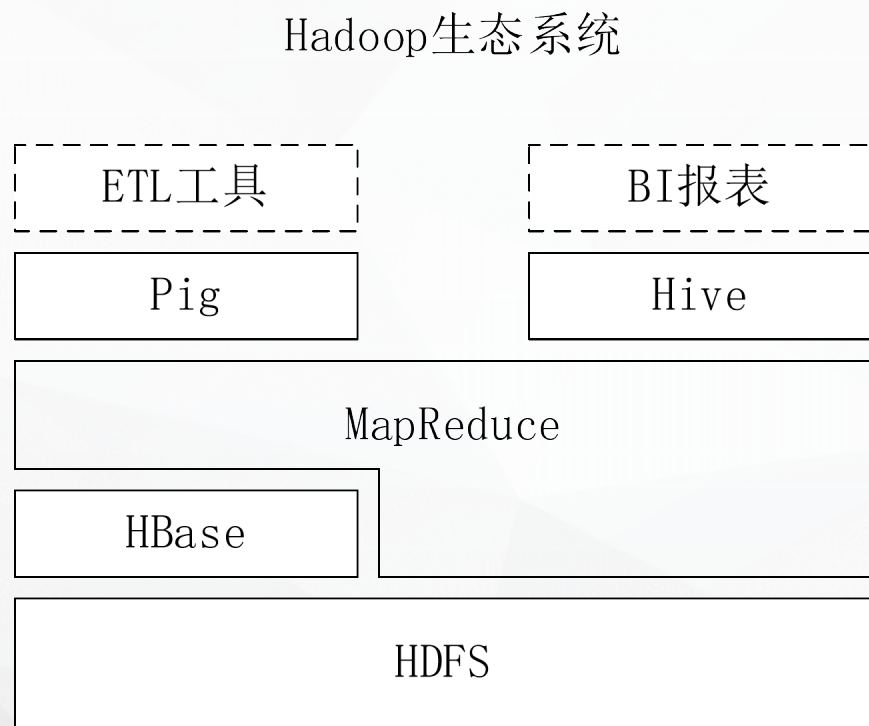 Hadoop生态系统
ETL工具
BI报表
Pig
Hive
MapReduce
HBase
HDFS